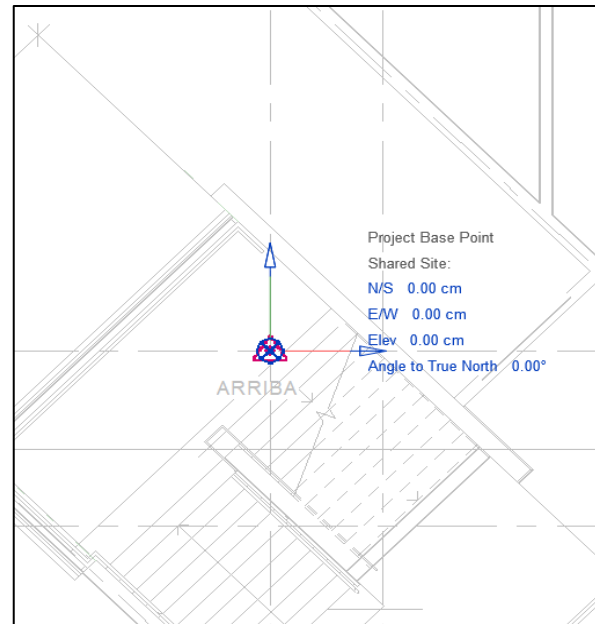 Project Base Point
Shared Site:
N/S 0.00 cm
E/W 0.00 cm
Elev 0.00 cm
Angle to True North 0.00°
ARRIBA